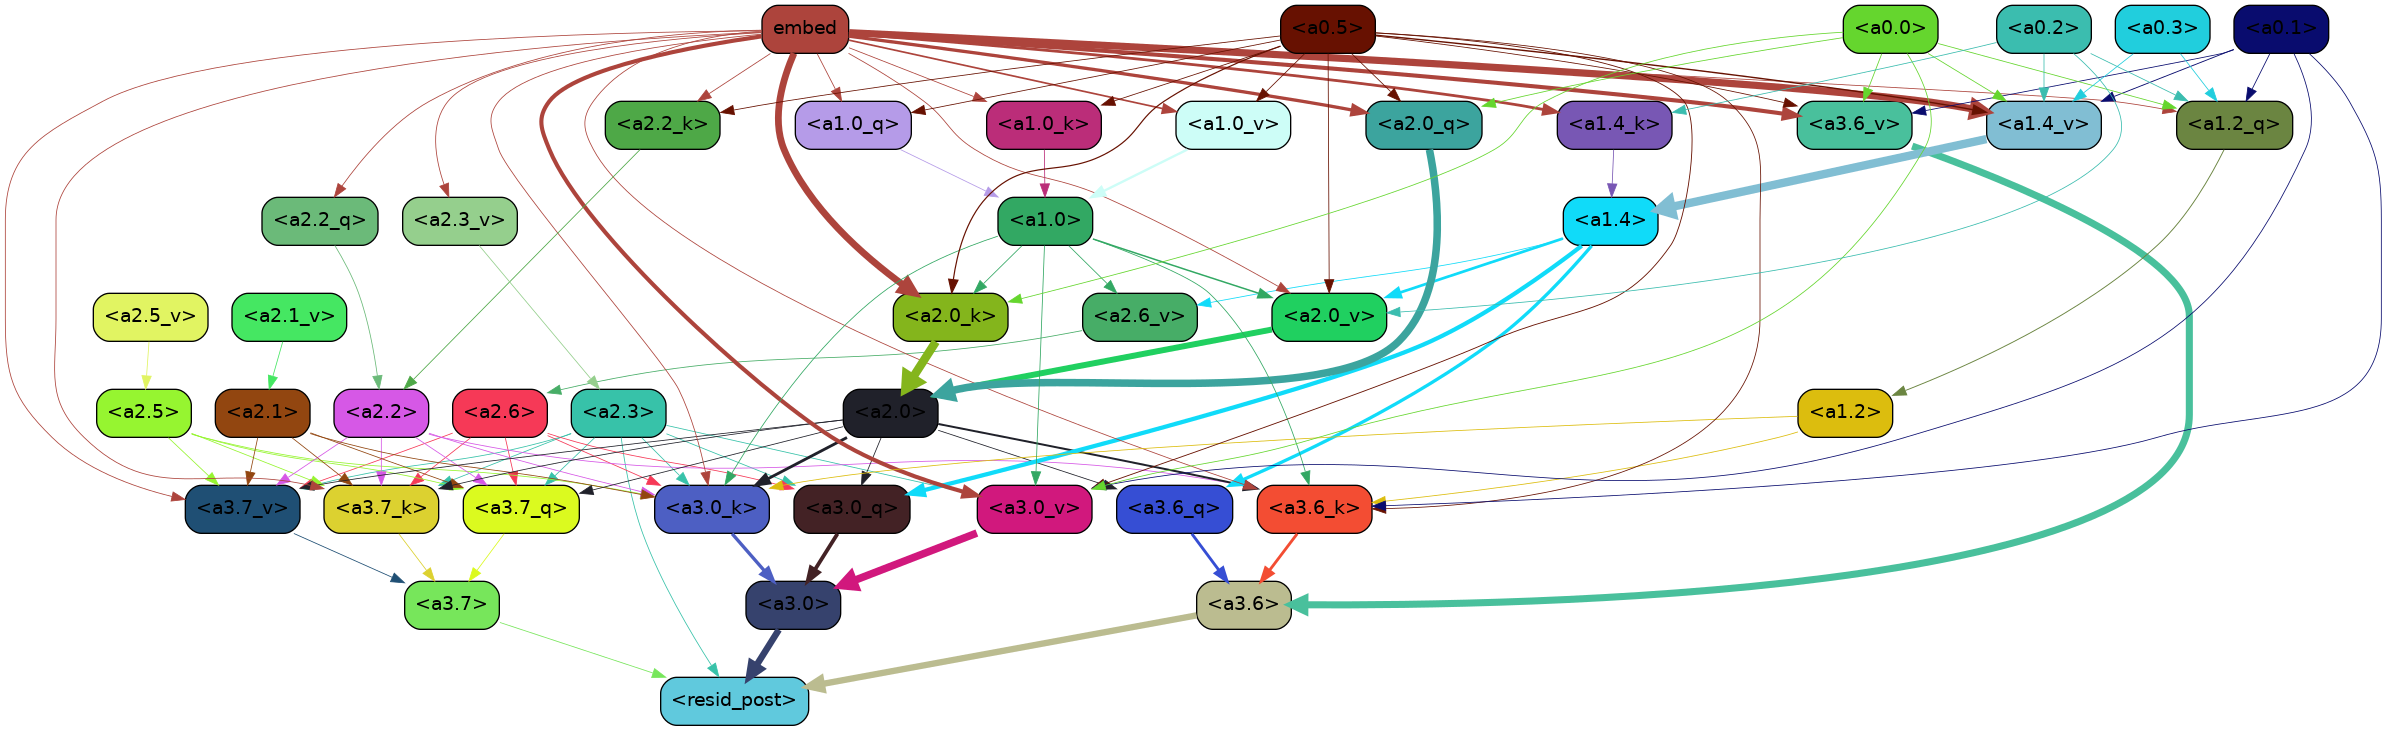 embed
<a0.5>
<a0.0>
<a0.2>
<a0.3>
<a0.1>
<a2.2_k>
<a1.0_q>
<a1.0_k>
<a1.0_v>
<a2.0_q>
<a1.4_k>
<a3.6_v>
<a1.4_v>
<a1.2_q>
<a2.2_q>
<a2.3_v>
<a1.0>
<a1.4>
<a2.5_v>
<a2.1_v>
<a2.0_k>
<a2.6_v>
<a2.0_v>
<a2.5>
<a2.1>
<a2.2>
<a2.6>
<a2.3>
<a2.0>
<a1.2>
<a3.7_v>
<a3.7_k>
<a3.7_q>
<a3.0_k>
<a3.0_q>
<a3.0_v>
<a3.6_q>
<a3.6_k>
<a3.7>
<a3.0>
<a3.6>
<resid_post>